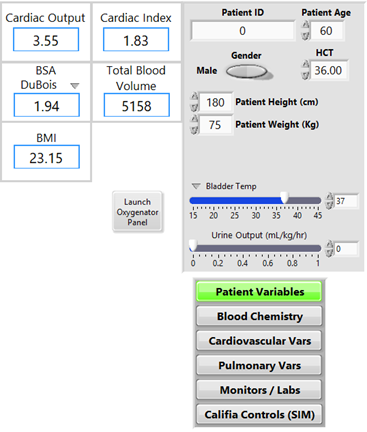 Cardiac Output
3.55
Cardiac Index
1.83
BSA
DuBois
1.94
Total Blood
Volume
5158
BMI
23.15
Launch
Oxygenator
Panel
Patient ID
0
Patient Age
60
Gender
Male
HCT
36.00
180 Patient Height (cm)
75 Patient Weight (Kg)
Bladder Temp
37
15 20 25 30 35 40 45
Urine Output (mL/kg/hr)
0
0 0.2 0.4 0.6 0.8 1
Patient Variables
Blood Chemistry
Cardiovascular Vars
Pulmonary Vars
Monitors / Labs
Califia Controls (SIM)